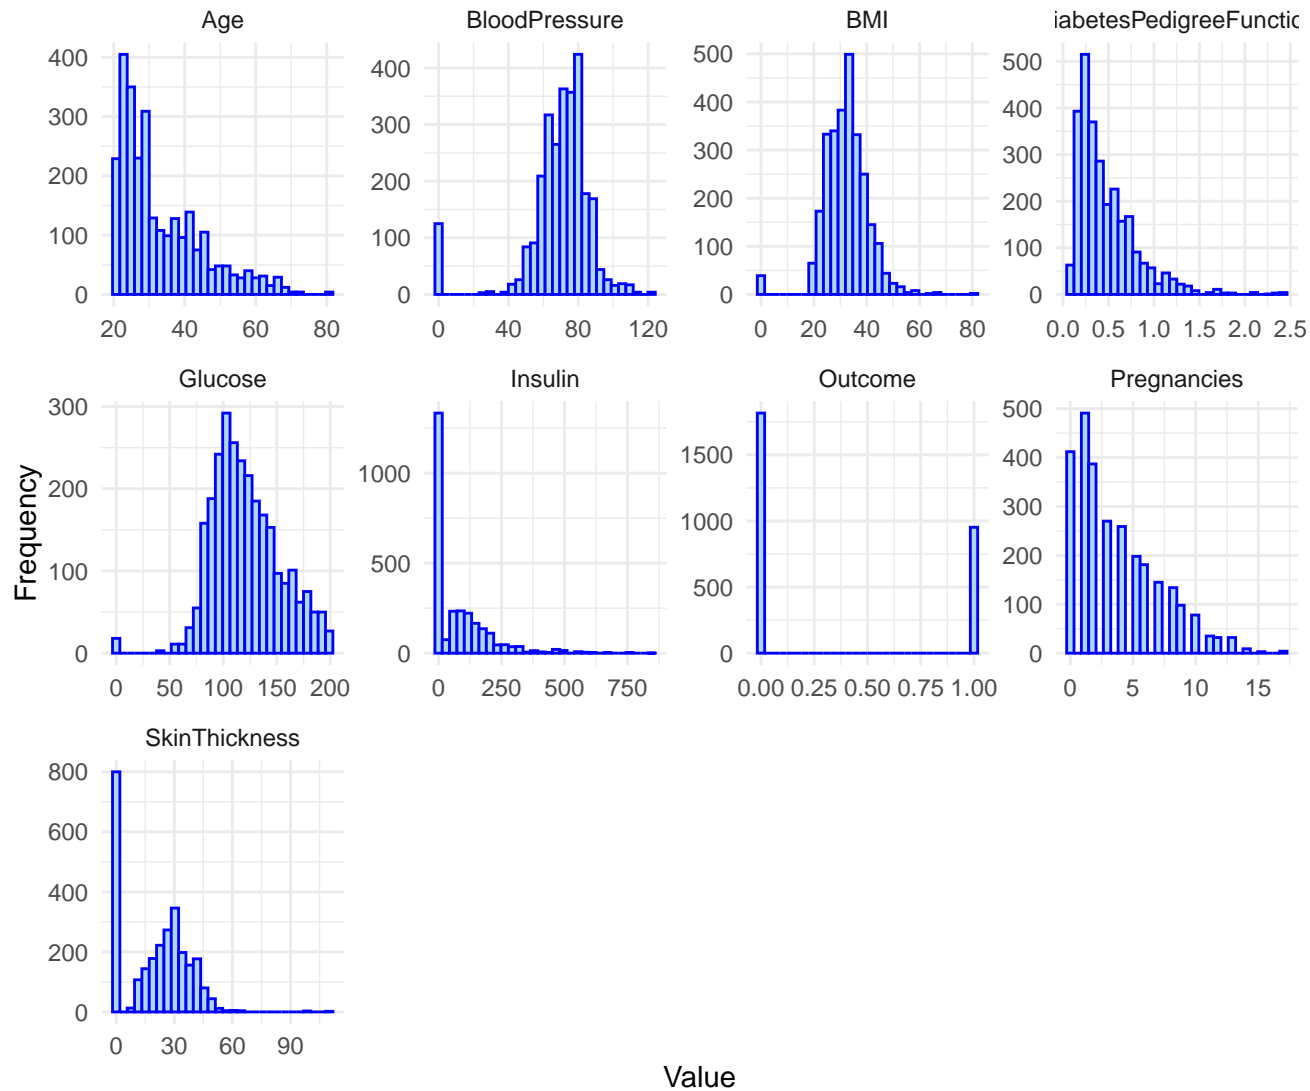 Age
BloodPressure
BMI
iabetesPedigreeFunctio
400
300
200
100
0
20 40 60 80
400
300
200
100
0
0 40 80 120
500
400
300
200
100
0
0 20 40 60 80
500
400
300
200
100
0
0.0 0.5 1.0 1.5 2.0 2.5
Glucose
Insulin
Outcome
Pregnancies
300
200
100
0
0 50 100 150 200
1000
500
0
0 250 500 750
1500
1000
500
0
0.00 0.25 0.50 0.75 1.00
500
400
300
200
100
0
0 5 10 15
SkinThickness
800
600
400
200
0
0 30 60 90
Frequency
Value